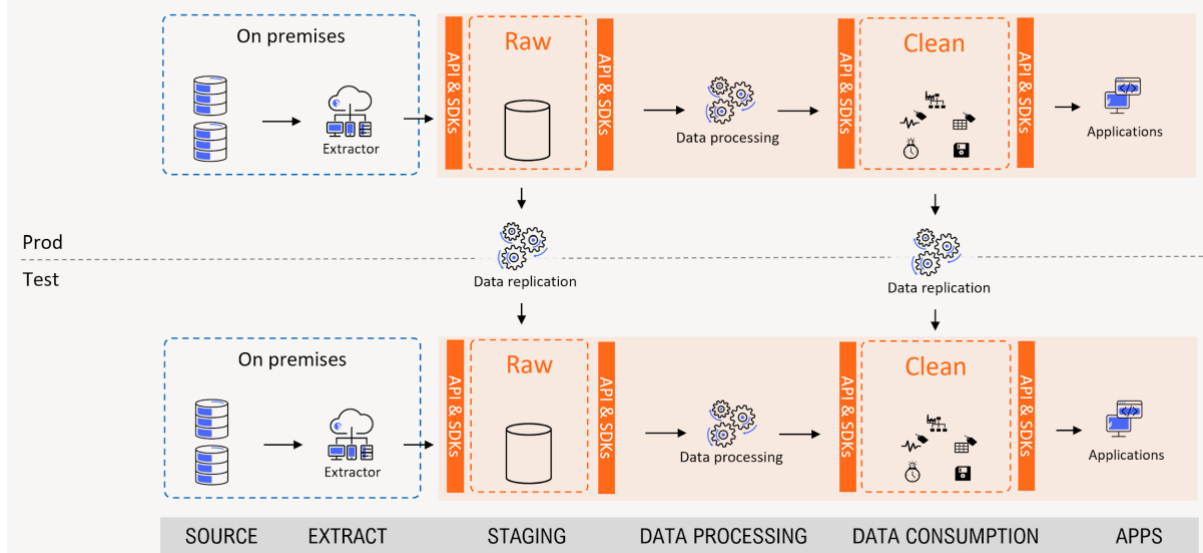 On premises
Raw
Clean
API & SDKs
API & SDKs
API & SDKs
API & SDKs
Extractor
Data processing
Applications
Prod
Test
Data replication
Data replication
On premises
Raw
Clean
API & SDKs
API & SDKs
API & SDKs
API & SDKs
Extractor
Data processing
Applications
SOURCE
EXTRACT
STAGING
DATA PROCESSING
DATA CONSUMPTION
APPS